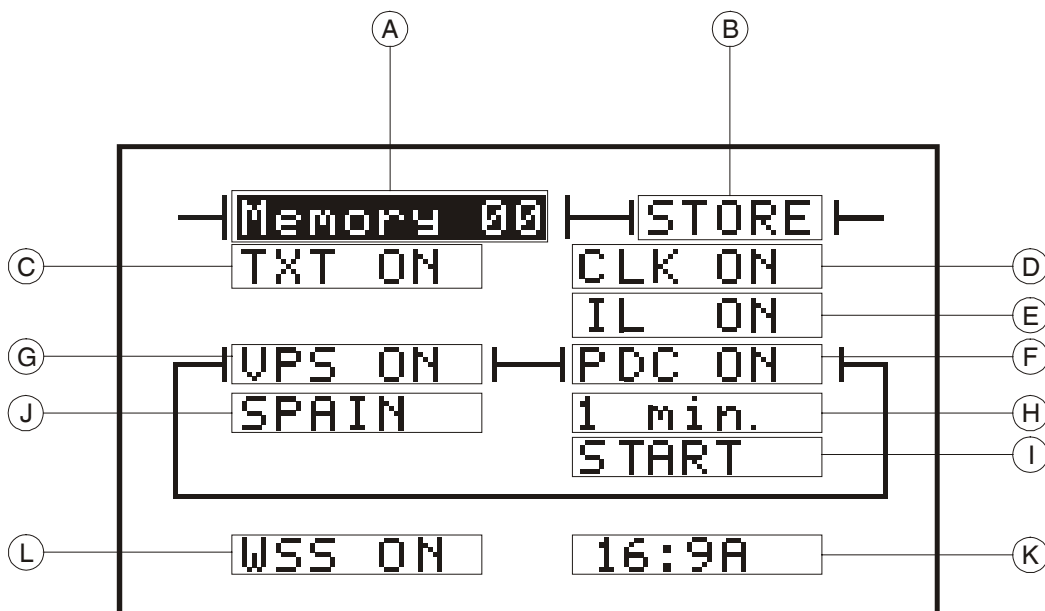 A B
Memory 00 STORE
C TXT ON CLK ON D
IL ON E
G VPS ON PDC ON F
J SPAIN 1 min. H
START I
L WSS ON 16:9A K